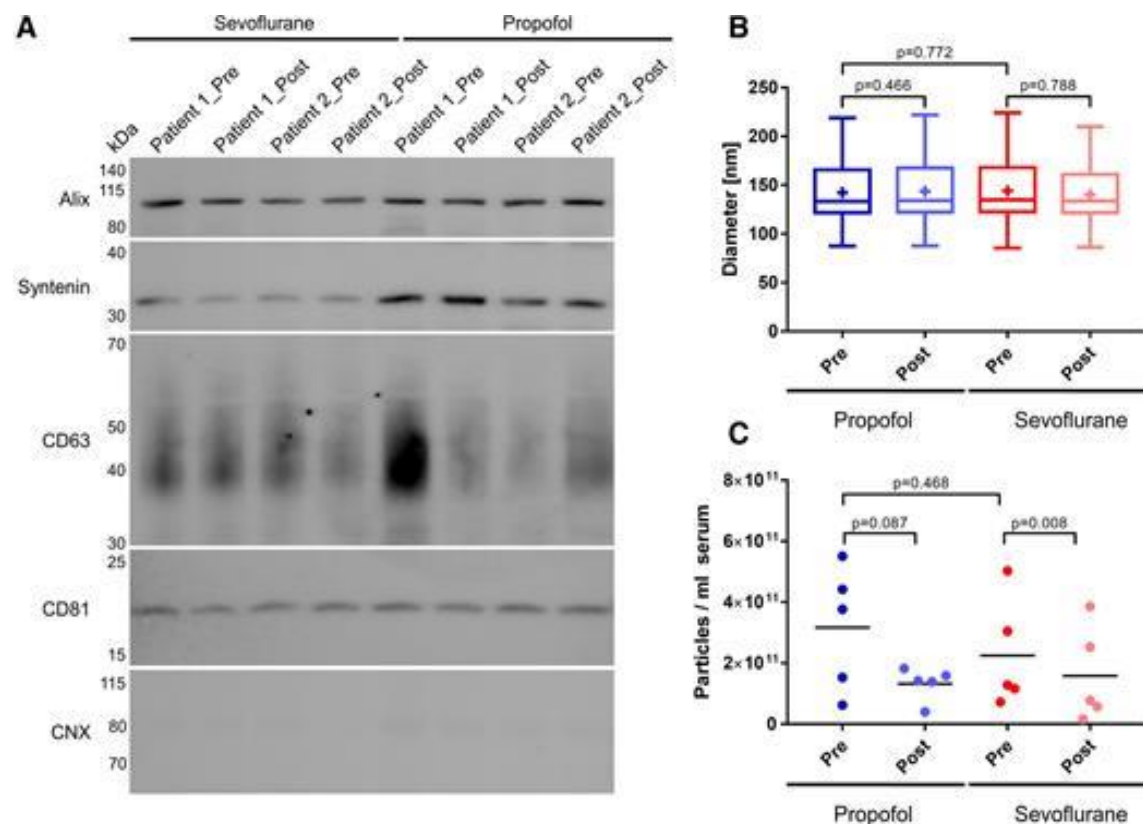 A
Sevoflurane Propofol
kDa Patient 1_Pre Patient 1_Post Patient 2_Pre Patient 2_Post Patient 1_Pre Patient 1_Post Patient 2_Pre Patient 2_Post
Alix
140
115
80
Syntenin
40
30
CD63
70
50
40
30
CD81
25
15
CNX
115
80
70
B
p=0.772
p=0.466 p=0.788
Diameter [nm]
250
200
150
100
50
0
Pre Post Pre Post
Propofol Sevoflurane
C
p=0.468
p=0.087 p=0.008
Particles / ml serum
8×10¹¹
6×10¹¹
4×10¹¹
2×10¹¹
0
Pre Post Pre Post
Propofol Sevoflurane